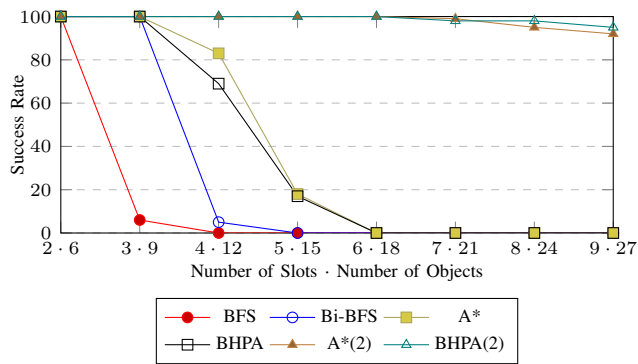 Success Rate
100
80
60
40
20
0
2 · 6 3 · 9 4 · 12 5 · 15 6 · 18 7 · 21 8 · 24 9 · 27
Number of Slots · Number of Objects
BFS Bi-BFS A*
BHPA A*(2) BHPA(2)